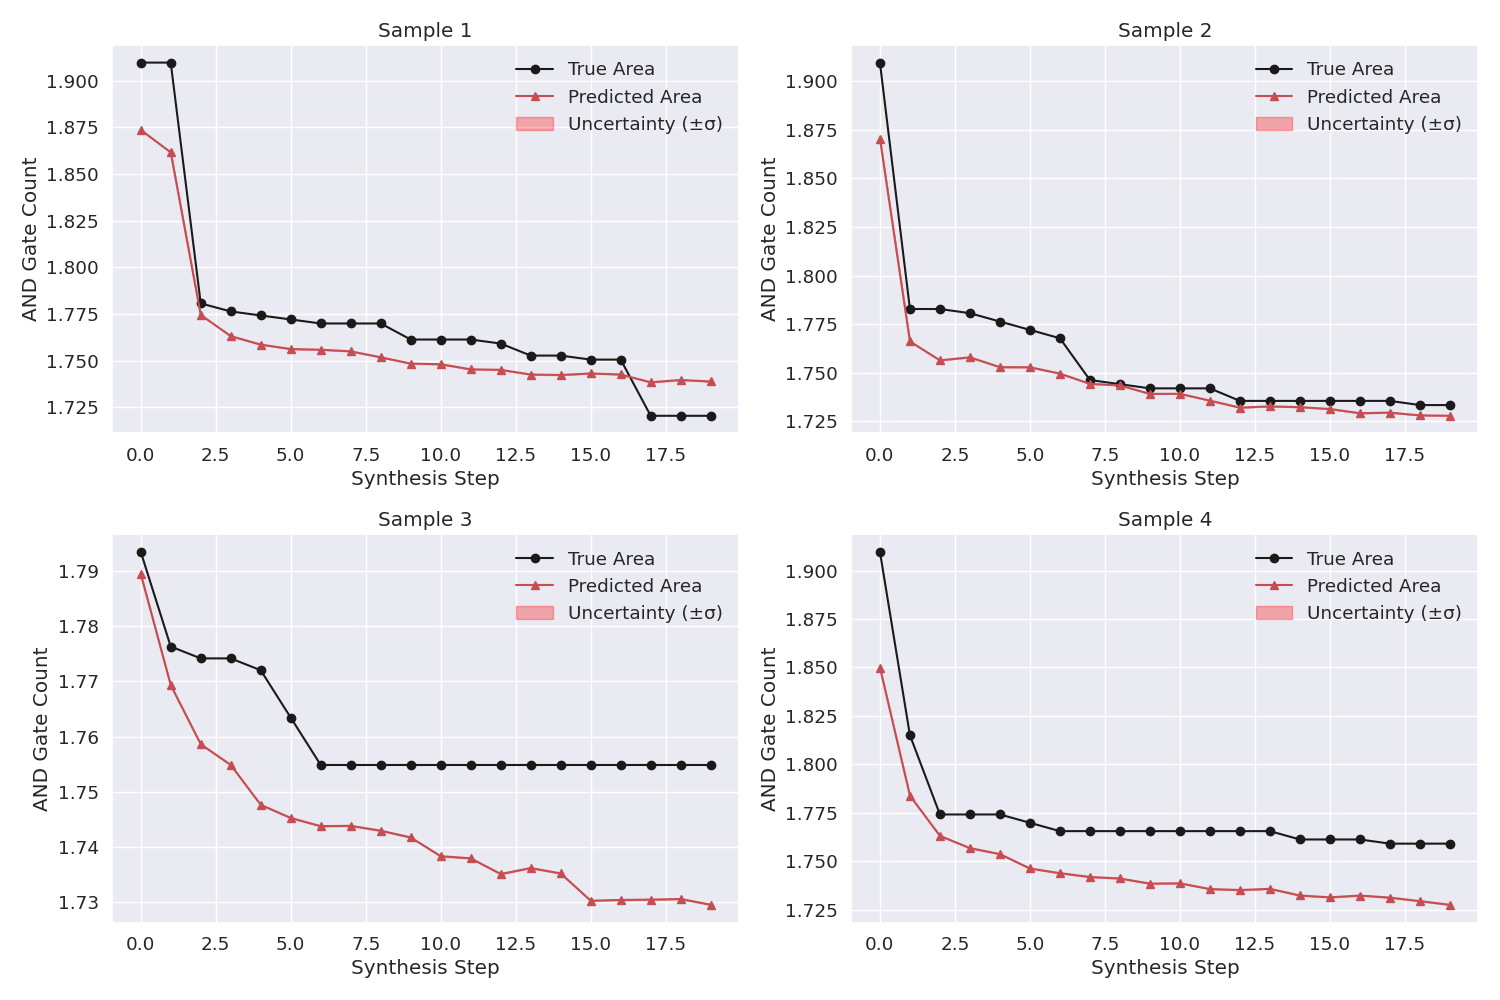 Sample 1
AND Gate Count
1.900
1.875
1.850
1.825
1.800
1.775
1.750
1.725
True Area
Predicted Area
Uncertainty (±σ)
0.0 2.5 5.0 7.5 10.0 12.5 15.0 17.5
Synthesis Step
Sample 2
AND Gate Count
1.900
1.875
1.850
1.825
1.800
1.775
1.750
1.725
True Area
Predicted Area
Uncertainty (±σ)
0.0 2.5 5.0 7.5 10.0 12.5 15.0 17.5
Synthesis Step
Sample 3
AND Gate Count
1.79
1.78
1.77
1.76
1.75
1.74
1.73
True Area
Predicted Area
Uncertainty (±σ)
0.0 2.5 5.0 7.5 10.0 12.5 15.0 17.5
Synthesis Step
Sample 4
AND Gate Count
1.900
1.875
1.850
1.825
1.800
1.775
1.750
1.725
True Area
Predicted Area
Uncertainty (±σ)
0.0 2.5 5.0 7.5 10.0 12.5 15.0 17.5
Synthesis Step